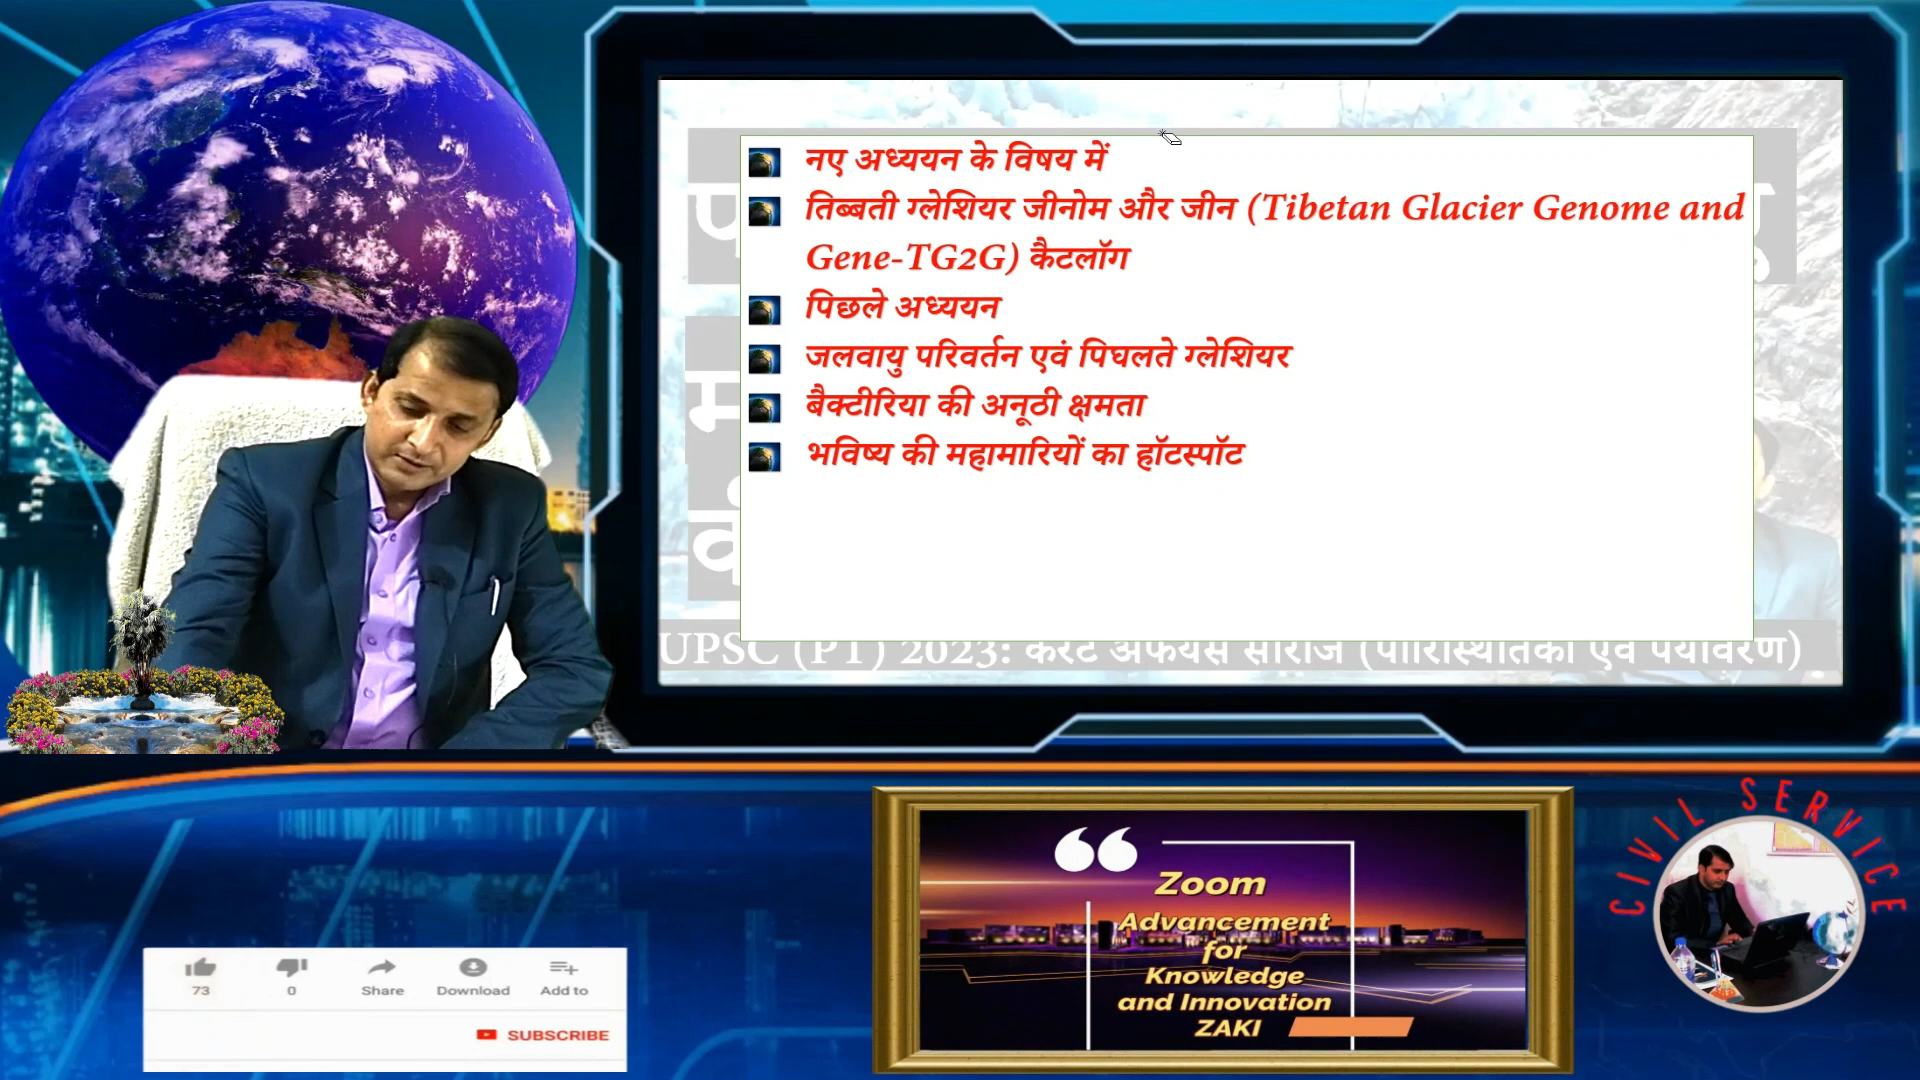 नए अध्ययन के विषय में
तिब्बती ग्लेशियर जीनोम और जीन (Tibetan Glacier Genome and
Gene-TG2G) कैटलॉग
पिछले अध्ययन
जलवायु परिवर्तन एवं पिघलते ग्लेशियर
बैक्टीरिया की अनूठी क्षमता
भविष्य की महामारियों का हॉटस्पॉट
UPSC (PT) 2023: करेंट अफेयर्स सीरीज (पारिस्थितिकी एवं पर्यावरण)
73
0
Share
Download
Add to
SUBSCRIBE
Zoom
Advancement
for
Knowledge
and Innovation
ZAKI
CIVIL SERVICE